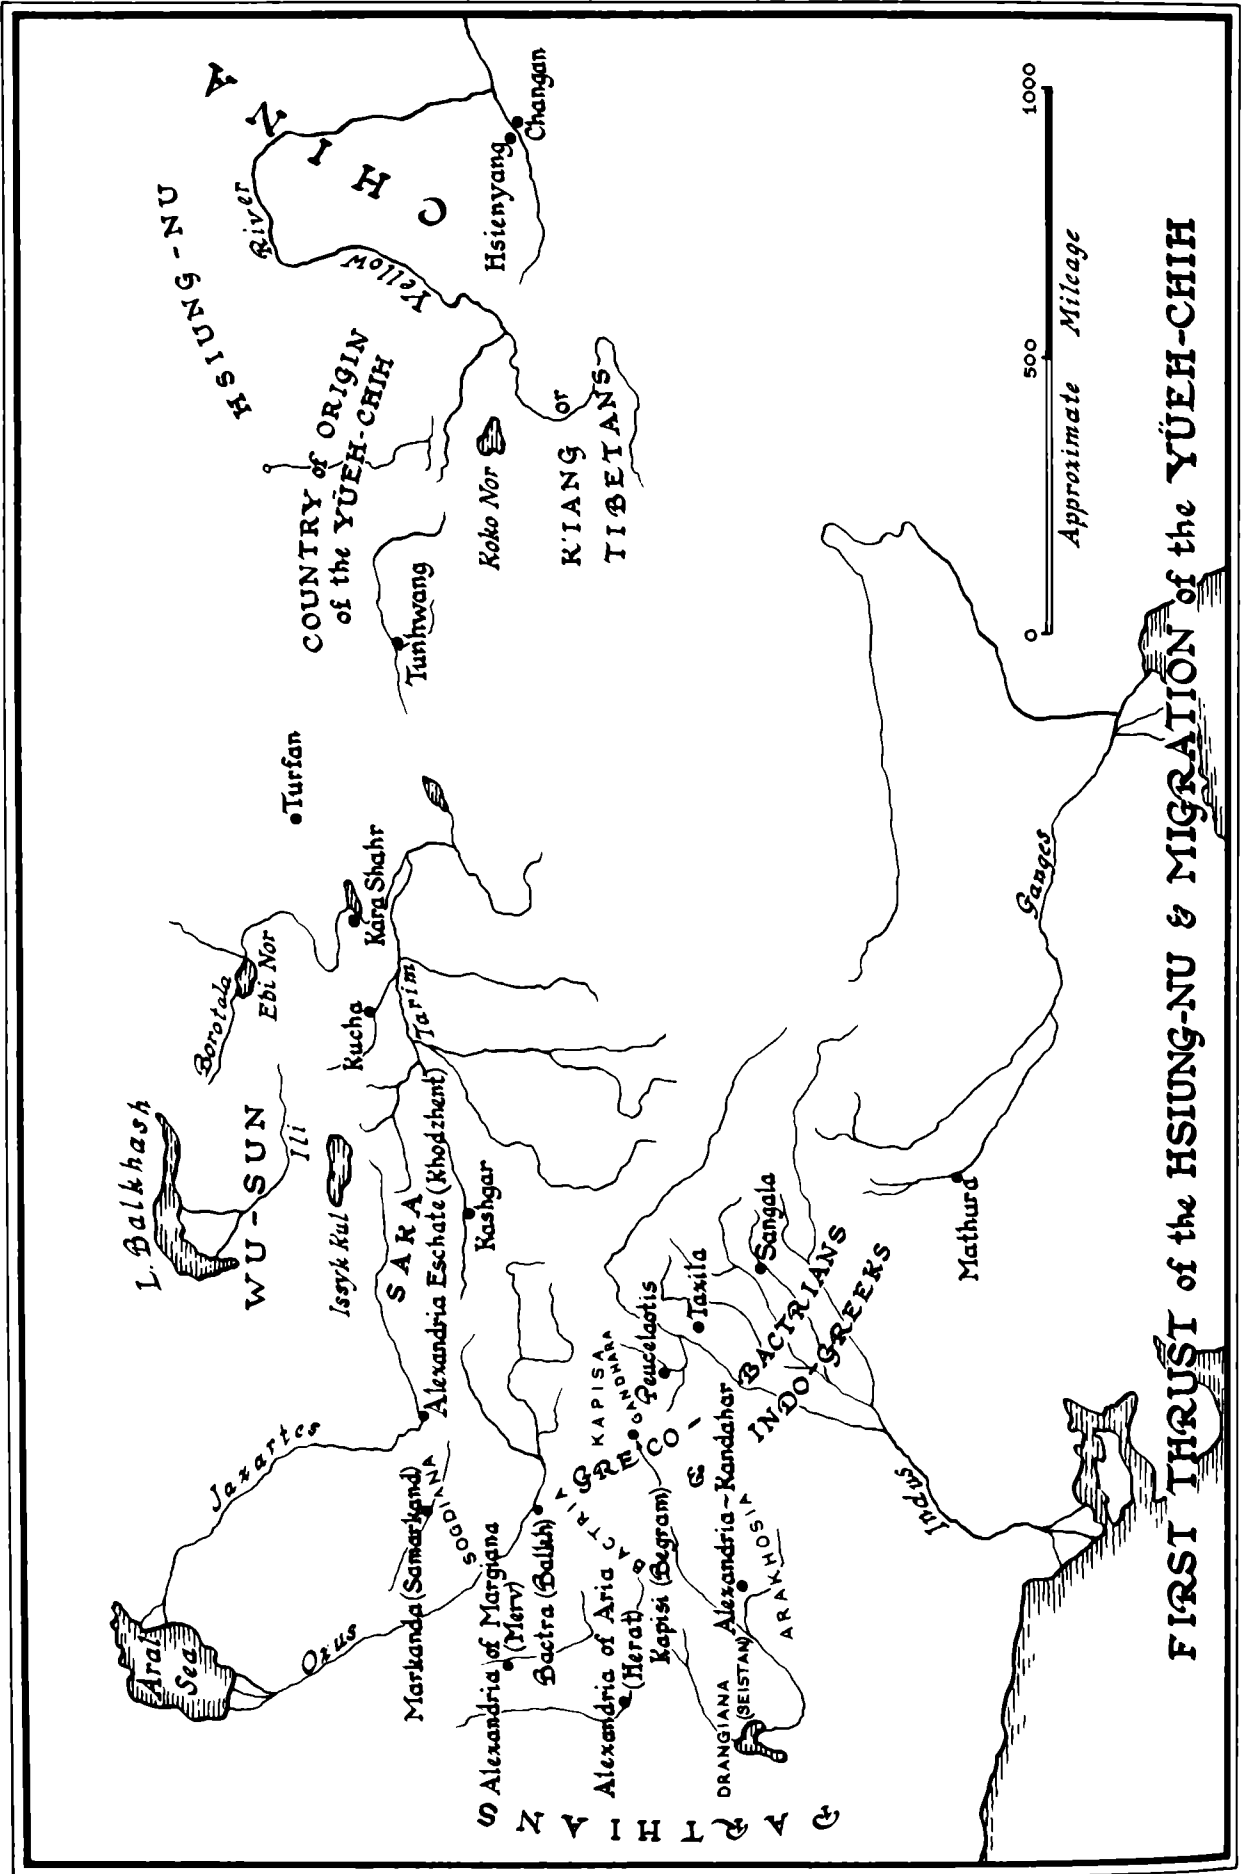 L. Balkhash
WU-SUN
Ili
Issyk Kul
Borotala
Ebi Nor
Turfan
Kara Shahr
Kucha
Tarim
HSIUNG-NU
CHINA
Yellow River
COUNTRY of ORIGIN
of the YÜEH-CHIH
Tunhwang
Koko Nor
K'IANG or
TIBETANS
Hsienyang
Changan
Aral
Sea
Jaxartes
Oxus
SARA
Alexandria Eschate (Khodzhent)
Kashgar
Markanda (Samarkand)
SOGDIANA
Alexandria of Margiana
(Merv)
Bactra (Balkh)
BACTRIA
Alexandria of Aria
(Herat)
Kapisi (Begram)
KAPISA
GANDHARA
Peucelaotis
Taxila
Sangala
GRECO-BACTRIANS
&
INDO-GREEKS
Alexandria~Kandahar
ARAKHOSIA
DRANGIANA
(SEISTAN)
PARTHIANS
Indus
Mathura
Ganges
0 500 1000
Approximate Mileage
FIRST THRUST of the HSIUNG-NU & MIGRATION of the YÜEH-CHIH